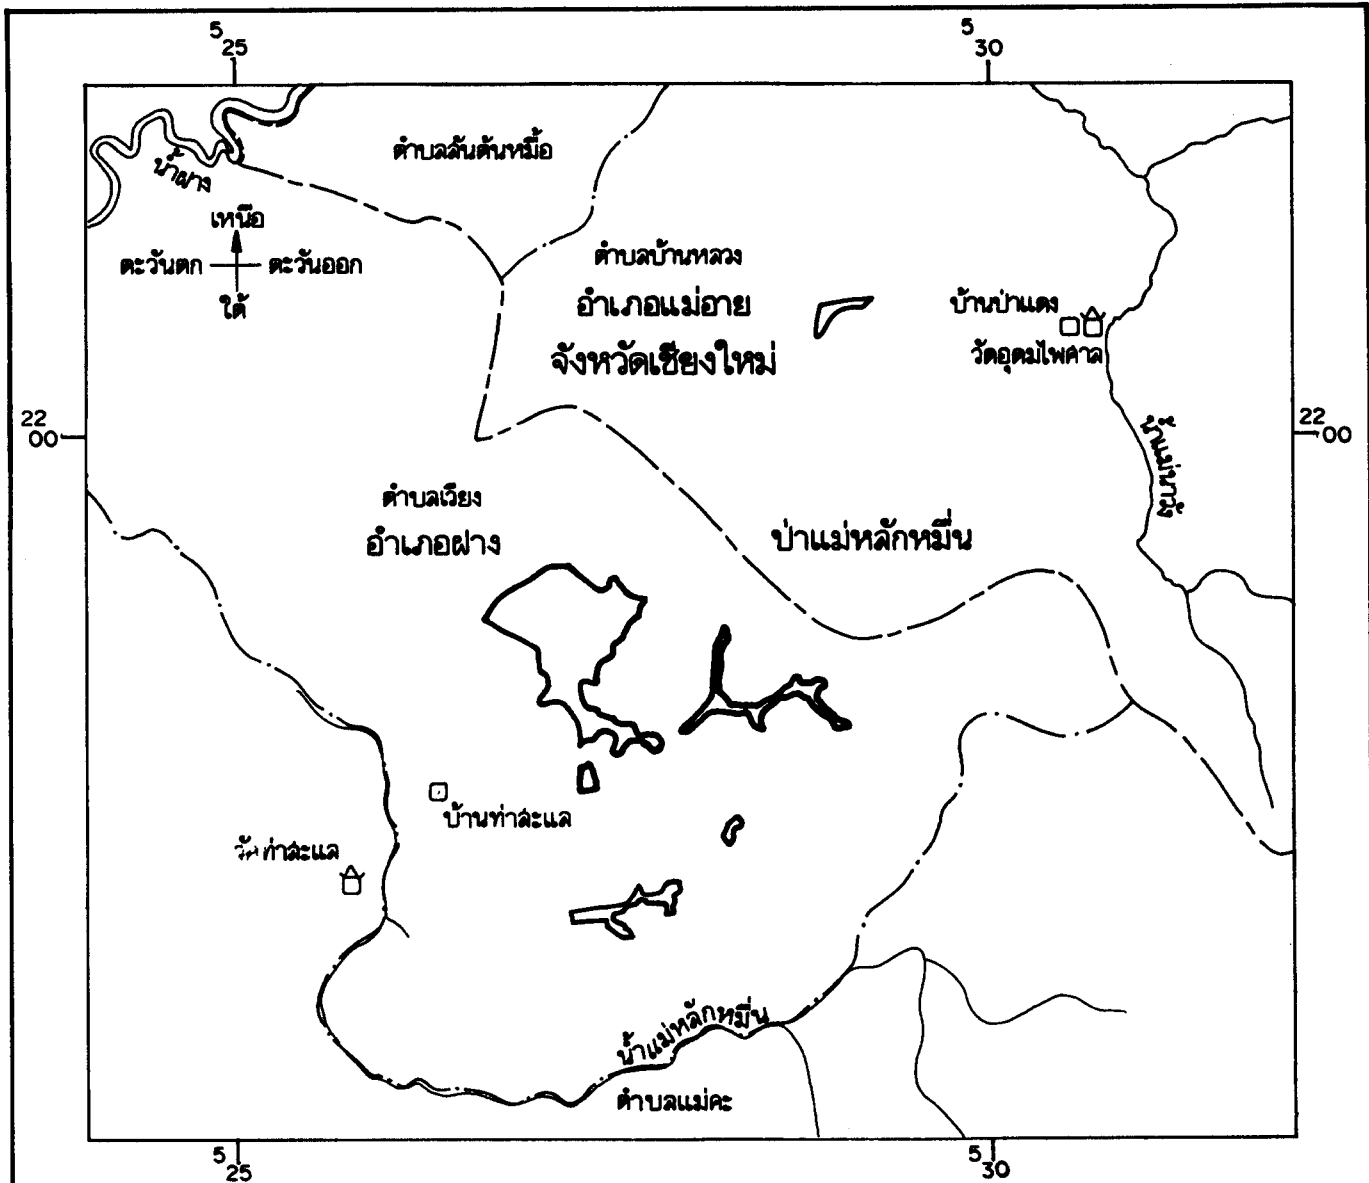 5
25
5
30
ตำบลสันต้นหมื้อ
น้ำฝาง
เหนือ
ตะวันตก
ตะวันออก
ใต้
ตำบลบ้านหลวง
อำเภอแม่อาย
จังหวัดเชียงใหม่
บ้านป่าแดง
วัดอุดมไพศาล
22
00
22
00
น้ำแม่นาวัง
ตำบลเวียง
อำเภอฝาง
ป่าแม่หลักหมื่น
บ้านท่าสะแล
วัดท่าสะแล
น้ำแม่หลักหมื่น
ตำบลแม่คะ
5
25
5
30